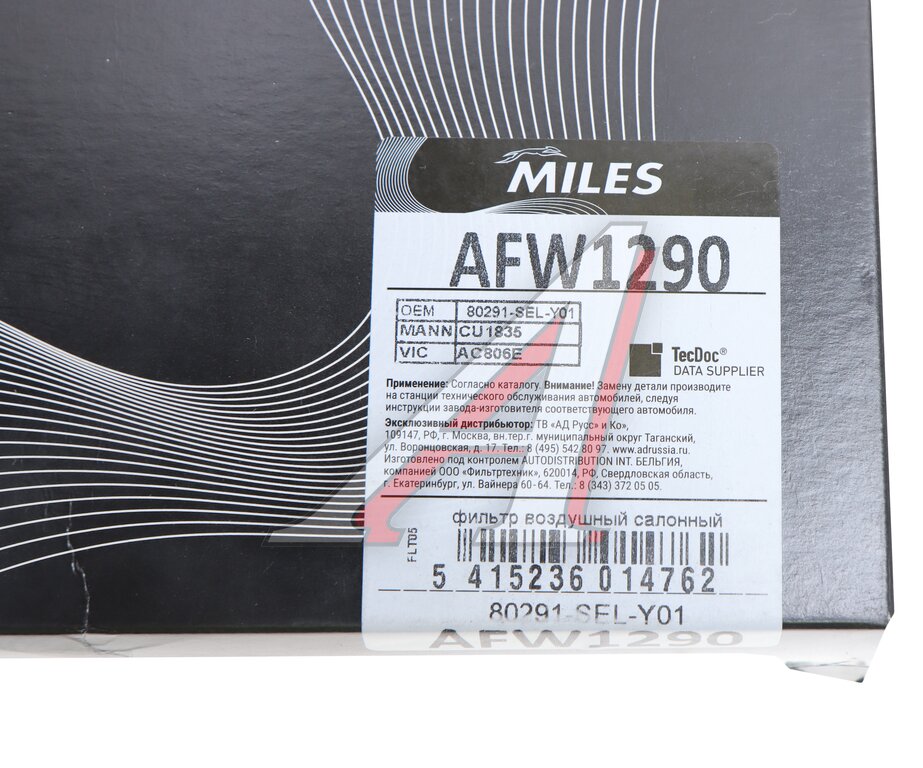 MILES
AFW1290
OEM 80291-SEL-Y01
MANN CU1835
VIC AC806E
TecDoc®
DATA SUPPLIER
Применение: Согласно каталогу. Внимание! Замену детали производите
на станции технического обслуживания автомобилей, следуя
инструкции завода-изготовителя соответствующего автомобиля.
Эксклюзивный дистрибьютор: ТВ «АД Русс» и Ко»,
109147, РФ, г. Москва, вн.тер.г. муниципальный округ Таганский,
ул. Воронцовская, д. 17. Тел.: 8 (495) 542 80 97. www.adrussia.ru.
Изготовлено под контролем AUTODISTRIBUTION INT. БЕЛЬГИЯ,
компанией ООО «Фильтртехник», 620014, РФ, Свердловская область,
г. Екатеринбург, ул. Вайнера 60-64. Тел.: 8 (343) 372 05 05.
фильтр воздушный салонный
FLT05
5 415236 014762
80291-SEL-Y01
AFW1290